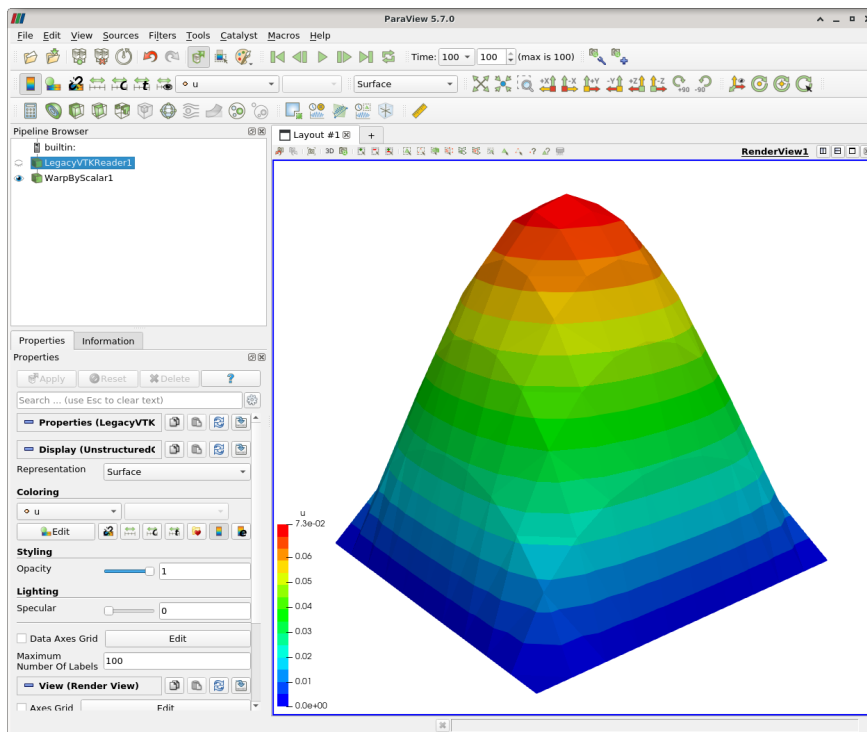 ParaView 5.7.0
File Edit View Sources Filters Tools Catalyst Macros Help
Time: 100 100 (max is 100)
u Surface +X -X +Y -Y +Z -Z +90 -90
Pipeline Browser
Layout #1 +
builtin:
3D
RenderView1
LegacyVTKReader1
WarpByScalar1
Properties Information
Properties
Apply Reset Delete ?
Search ... (use Esc to clear text)
Properties (LegacyVTK
Display (UnstructuredG
Representation Surface
Coloring
u
Edit
Styling
Opacity 1
Lighting
Specular 0
Data Axes Grid Edit
Maximum
Number Of Labels 100
View (Render View)
Axes Grid Edit
u
7.3e-02
0.06
0.05
0.04
0.03
0.02
0.01
0.0e+00